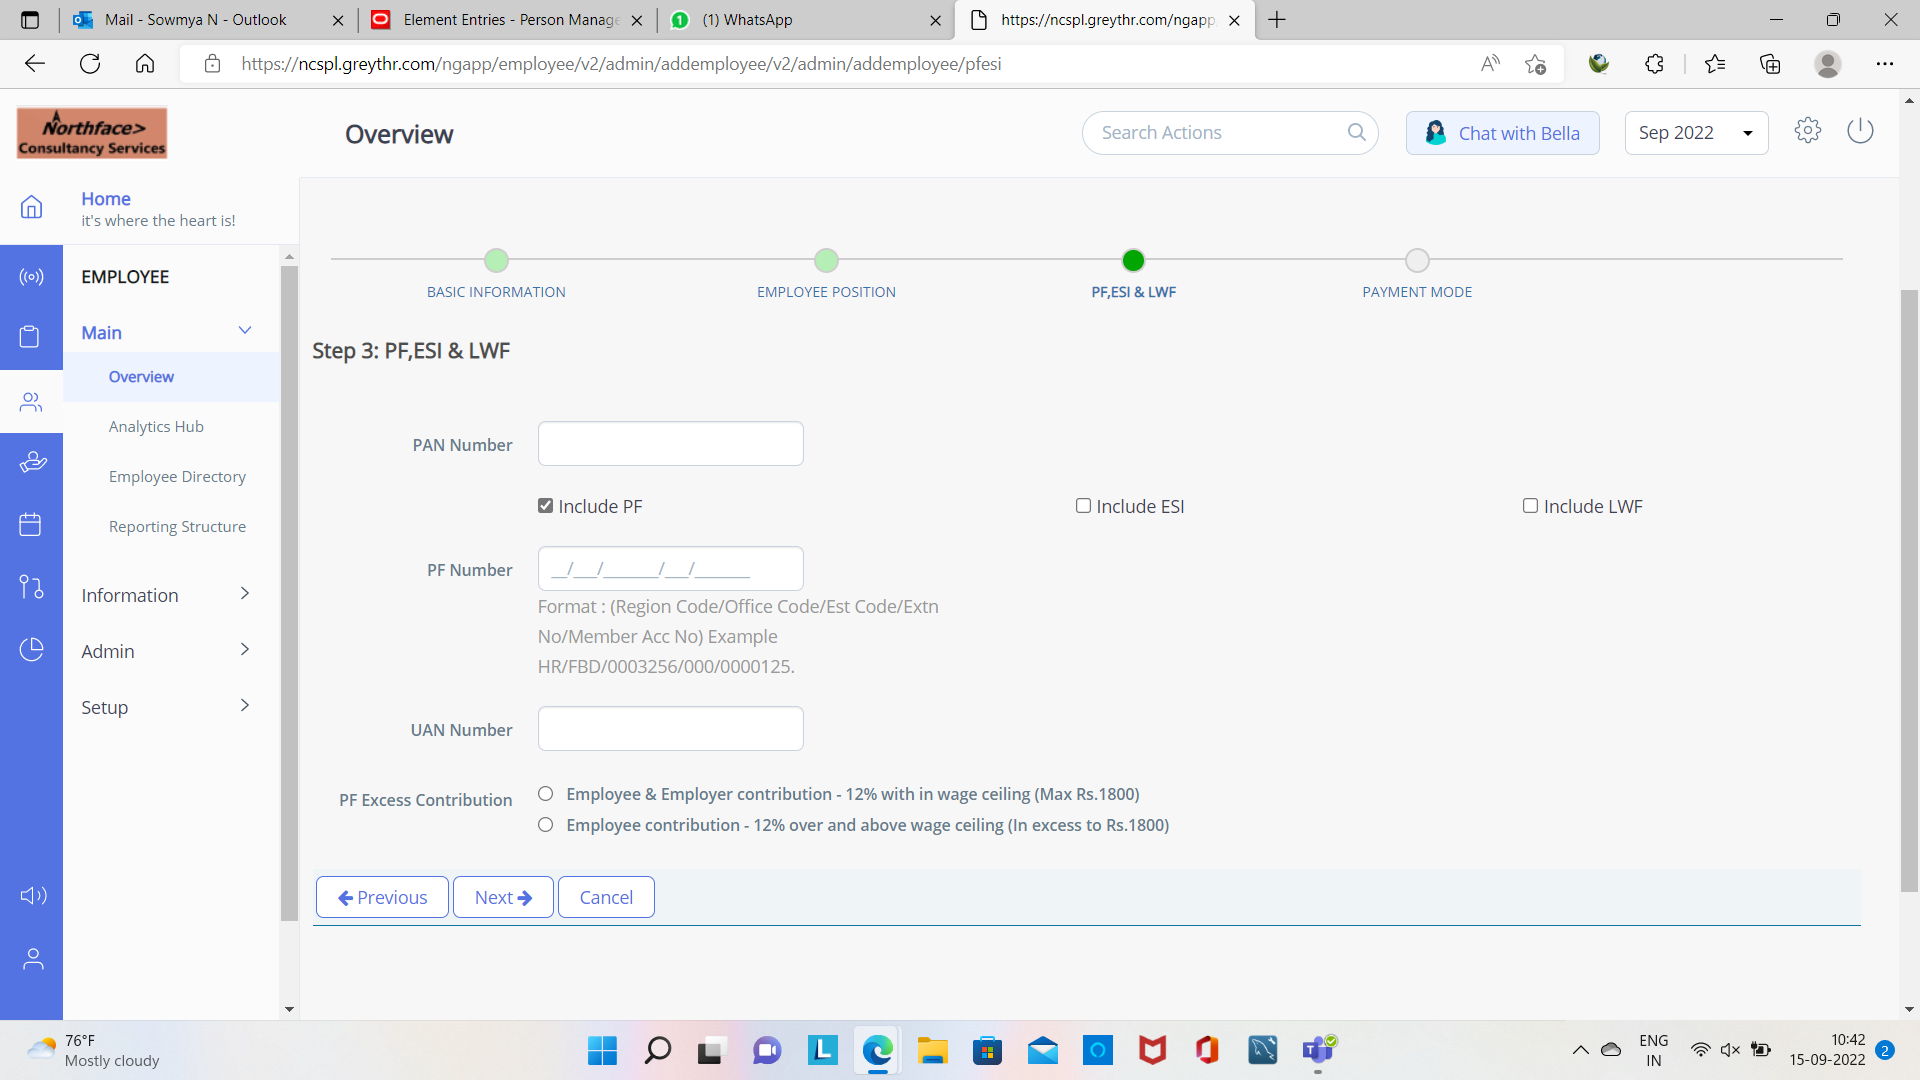 Mail - Sowmya N - Outlook
Element Entries - Person Manage
(1) WhatsApp
https://ncspl.greythr.com/ngapp
https://ncspl.greythr.com/ngapp/employee/v2/admin/addemployee/v2/admin/addemployee/pfesi
Northface>
Consultancy Services
Overview
Search Actions
Chat with Bella
Sep 2022
Home
it's where the heart is!
EMPLOYEE
Main
Overview
Analytics Hub
Employee Directory
Reporting Structure
Information
Admin
Setup
BASIC INFORMATION
EMPLOYEE POSITION
PF,ESI & LWF
PAYMENT MODE
Step 3: PF,ESI & LWF
PAN Number
Include PF
Include ESI
Include LWF
PF Number
__/___/_______/___/_______
Format : (Region Code/Office Code/Est Code/Extn
No/Member Acc No) Example
HR/FBD/0003256/000/0000125.
UAN Number
PF Excess Contribution
Employee & Employer contribution - 12% with in wage ceiling (Max Rs.1800)
Employee contribution - 12% over and above wage ceiling (In excess to Rs.1800)
Previous
Next
Cancel
76°F
Mostly cloudy
ENG
IN
10:42
15-09-2022
2